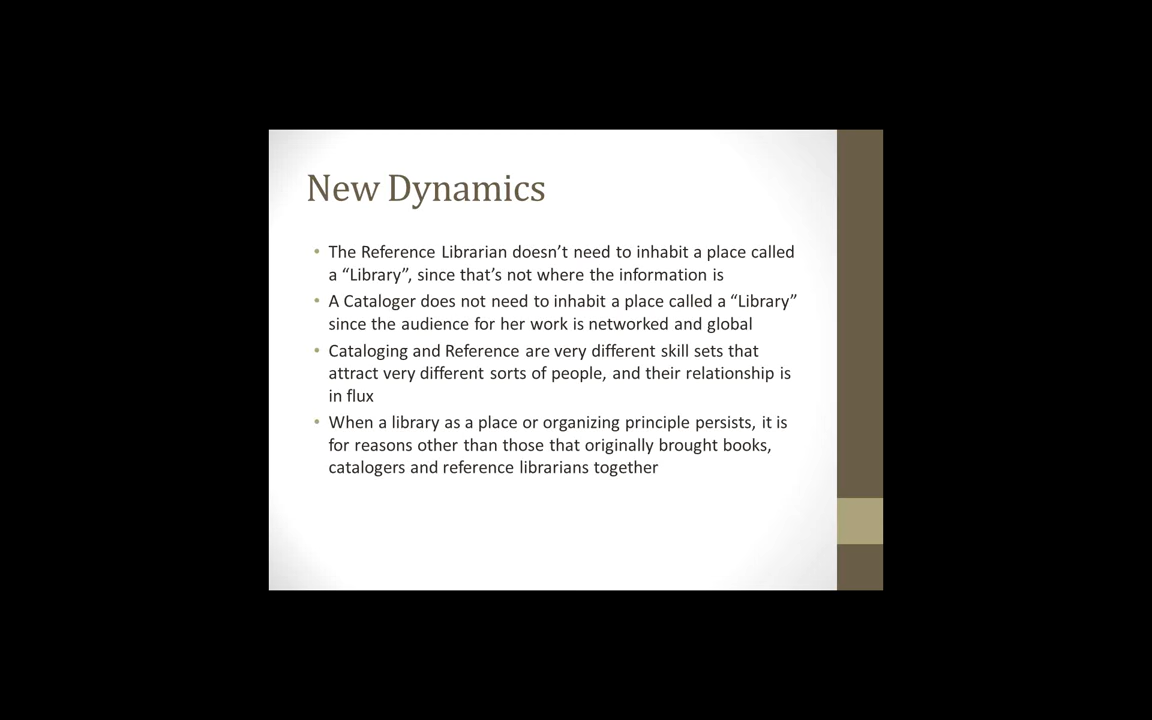 New Dynamics
• The Reference Librarian doesn’t need to inhabit a place called
a “Library”, since that’s not where the information is
• A Cataloger does not need to inhabit a place called a “Library”
since the audience for her work is networked and global
• Cataloging and Reference are very different skill sets that
attract very different sorts of people, and their relationship is
in flux
• When a library as a place or organizing principle persists, it is
for reasons other than those that originally brought books,
catalogers and reference librarians together